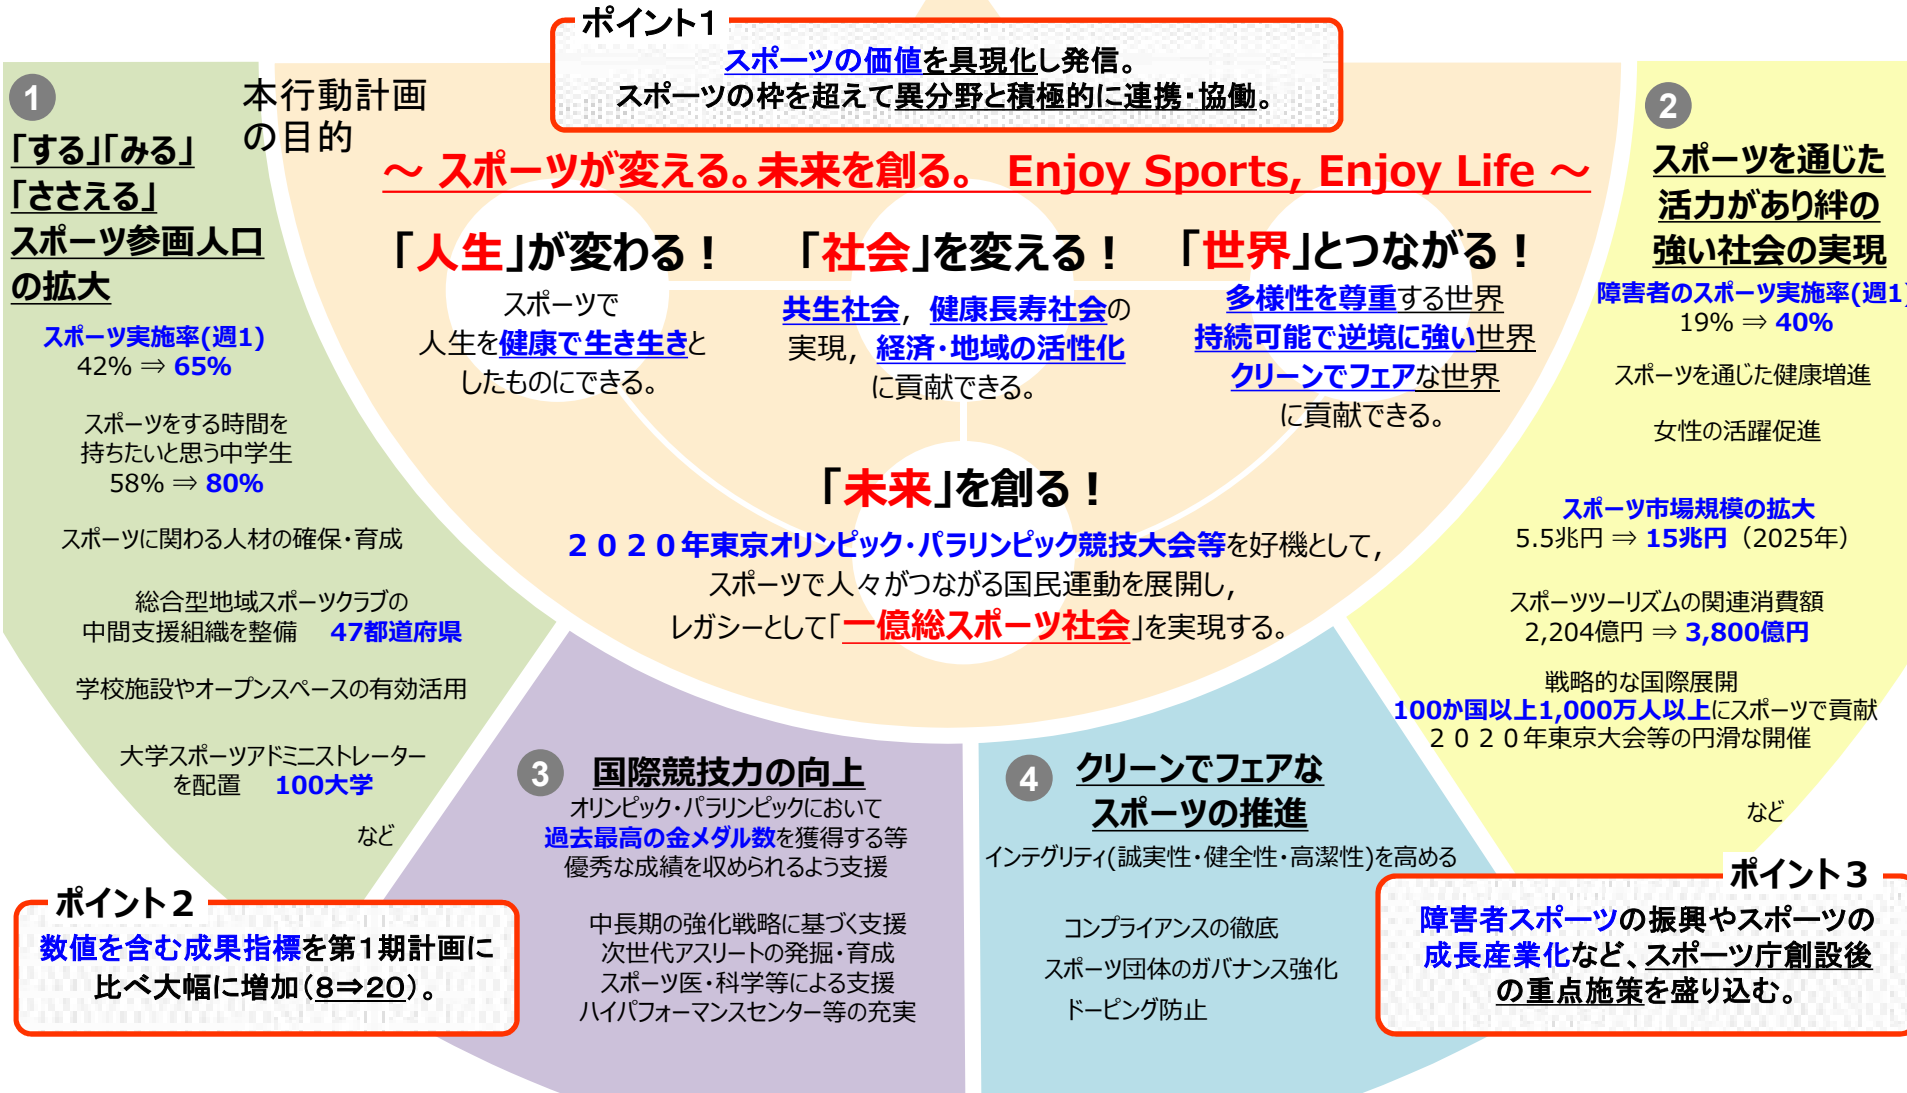 ポイント１
スポーツの価値を具現化し発信。
スポーツの枠を超えて異分野と積極的に連携・協働。
本行動計画
の目的
～ スポーツが変える。未来を創る。 Enjoy Sports, Enjoy Life ～
「人生」が変わる！
スポーツで
人生を健康で生き生きと
したものにできる。
「社会」を変える！
共生社会，健康長寿社会の
実現，経済・地域の活性化
に貢献できる。
「世界」とつながる！
多様性を尊重する世界
持続可能で逆境に強い世界
クリーンでフェアな世界
に貢献できる。
「未来」を創る！
２０２０年東京オリンピック・パラリンピック競技大会等を好機として，
スポーツで人々がつながる国民運動を展開し，
レガシーとして「一億総スポーツ社会」を実現する。
1
「する」「みる」
「ささえる」
スポーツ参画人口
の拡大
スポーツ実施率(週1)
42% ⇒ 65%
スポーツをする時間を
持ちたいと思う中学生
58% ⇒ 80%
スポーツに関わる人材の確保・育成
総合型地域スポーツクラブの
中間支援組織を整備　47都道府県
学校施設やオープンスペースの有効活用
大学スポーツアドミニストレーター
を配置　100大学
など
2
スポーツを通じた
活力があり絆の
強い社会の実現
障害者のスポーツ実施率(週1)
19% ⇒ 40%
スポーツを通じた健康増進
女性の活躍促進
スポーツ市場規模の拡大
5.5兆円 ⇒ 15兆円（2025年）
スポーツツーリズムの関連消費額
2,204億円 ⇒ 3,800億円
戦略的な国際展開
100か国以上1,000万人以上にスポーツで貢献
２０２０年東京大会等の円滑な開催
など
3
国際競技力の向上
オリンピック・パラリンピックにおいて
過去最高の金メダル数を獲得する等
優秀な成績を収められるよう支援
中長期の強化戦略に基づく支援
次世代アスリートの発掘・育成
スポーツ医・科学等による支援
ハイパフォーマンスセンター等の充実
4
クリーンでフェアな
スポーツの推進
インテグリティ(誠実性・健全性・高潔性)を高める
コンプライアンスの徹底
スポーツ団体のガバナンス強化
ドーピング防止
ポイント２
数値を含む成果指標を第１期計画に
比べ大幅に増加（８⇒２０）。
ポイント３
障害者スポーツの振興やスポーツの
成長産業化など、スポーツ庁創設後
の重点施策を盛り込む。